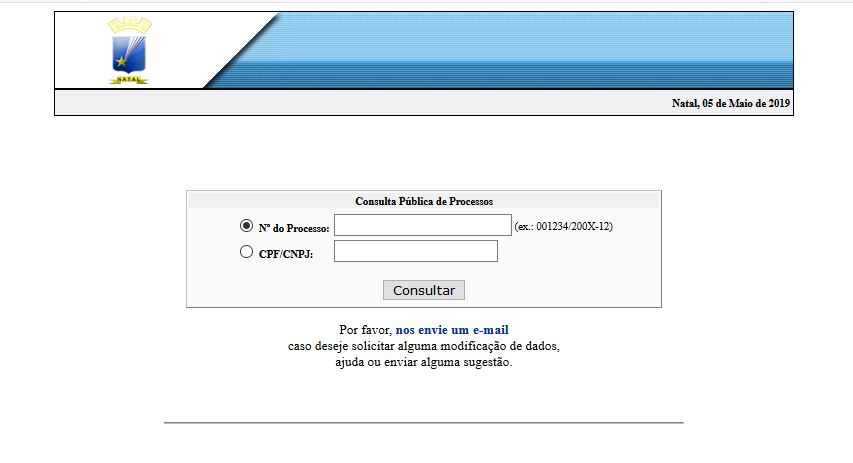 NATAL
Natal, 05 de Maio de 2019
Consulta Pública de Processos
Nº do Processo: (ex.: 001234/200X-12)
CPF/CNPJ:
Consultar
Por favor, nos envie um e-mail
caso deseje solicitar alguma modificação de dados,
ajuda ou enviar alguma sugestão.